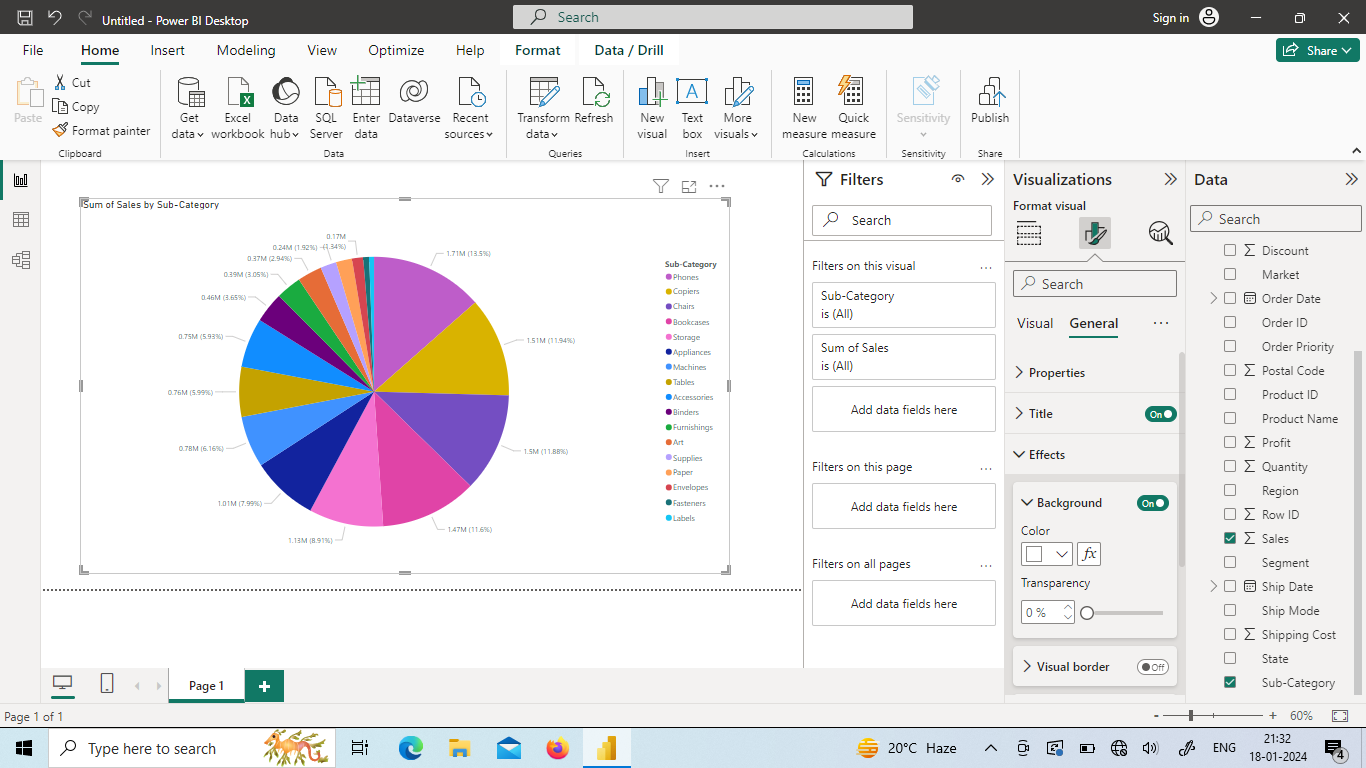 Untitled - Power BI Desktop
Search
Sign in
File
Home
Insert
Modeling
View
Optimize
Help
Format
Data / Drill
Share
Paste
Cut
Copy
Format painter
Clipboard
Get data
Excel workbook
Data hub
SQL Server
Enter data
Dataverse
Recent sources
Data
Transform data
Refresh
Queries
New visual
Text box
More visuals
Insert
New measure
Quick measure
Calculations
Sensitivity
Sensitivity
Publish
Share
Sum of Sales by Sub-Category
0.17M
(1.34%)
0.24M (1.92%)
0.37M (2.94%)
0.39M (3.05%)
0.46M (3.65%)
0.75M (5.93%)
0.76M (5.99%)
0.78M (6.16%)
1.01M (7.99%)
1.13M (8.91%)
1.47M (11.6%)
1.5M (11.88%)
1.51M (11.94%)
1.71M (13.5%)
Sub-Category
Phones
Copiers
Chairs
Bookcases
Storage
Appliances
Machines
Tables
Accessories
Binders
Furnishings
Art
Supplies
Paper
Envelopes
Fasteners
Labels
Filters
Search
Filters on this visual
Sub-Category
is (All)
Sum of Sales
is (All)
Add data fields here
Filters on this page
Add data fields here
Filters on all pages
Add data fields here
Visualizations
Format visual
Search
Visual
General
Properties
Title
On
Effects
Background
On
Color
fx
Transparency
0 %
Visual border
Off
Data
Search
Discount
Market
Order Date
Order ID
Order Priority
Postal Code
Product ID
Product Name
Profit
Quantity
Region
Row ID
Sales
Segment
Ship Date
Ship Mode
Shipping Cost
State
Sub-Category
Page 1
Page 1 of 1
- + 60%
Type here to search
20°C Haze
ENG
21:32
18-01-2024
4